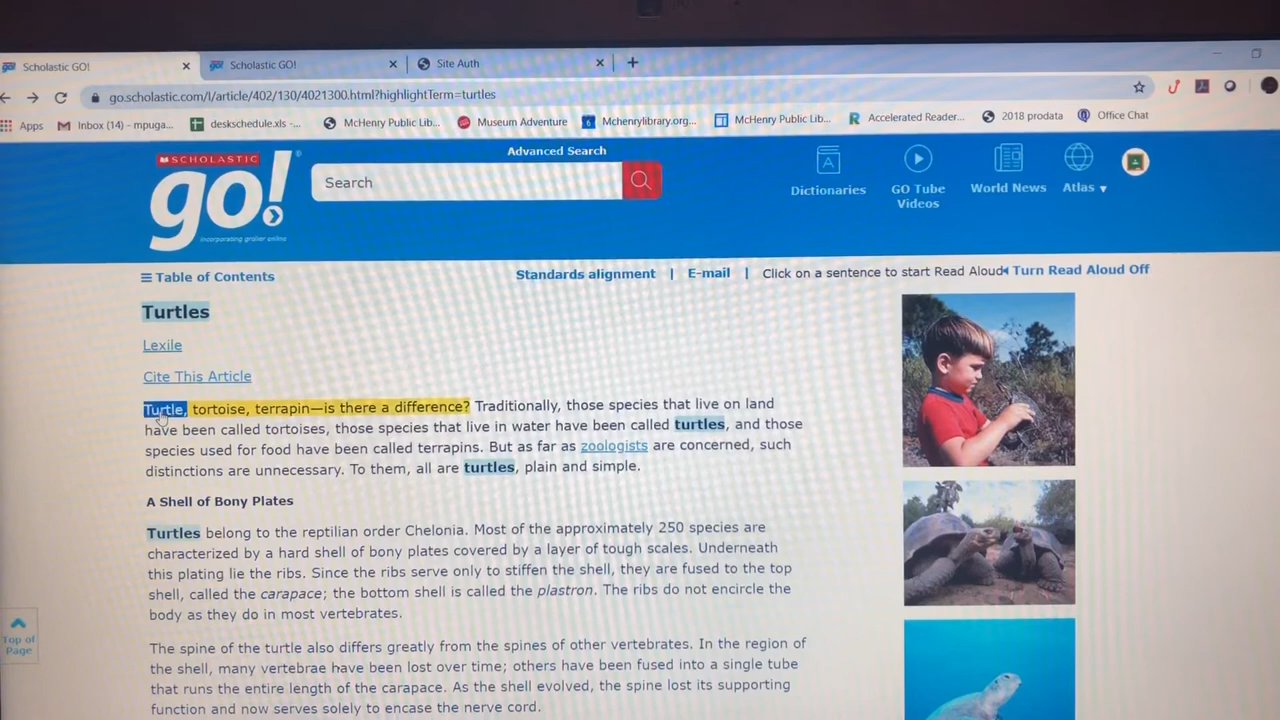 Scholastic GO!
Scholastic GO!
Site Auth
go.scholastic.com/l/article/402/130/4021300.html?highlightTerm=turtles
Apps
Inbox (14) - mpuga...
deskschedule.xls -...
McHenry Public Lib...
Museum Adventure
Mchenrylibrary.org...
McHenry Public Lib...
Accelerated Reader...
2018 prodata
Office Chat
SCHOLASTIC
go!
incorporating grolier online
Advanced Search
Search
Dictionaries
GO Tube
Videos
World News
Atlas
Table of Contents
Standards alignment | E-mail | Click on a sentence to start Read Aloud Turn Read Aloud Off
Turtles
Lexile
Cite This Article
Turtle, tortoise, terrapin—is there a difference? Traditionally, those species that live on land
have been called tortoises, those species that live in water have been called turtles, and those
species used for food have been called terrapins. But as far as zoologists are concerned, such
distinctions are unnecessary. To them, all are turtles, plain and simple.
A Shell of Bony Plates
Turtles belong to the reptilian order Chelonia. Most of the approximately 250 species are
characterized by a hard shell of bony plates covered by a layer of tough scales. Underneath
this plating lie the ribs. Since the ribs serve only to stiffen the shell, they are fused to the top
shell, called the carapace; the bottom shell is called the plastron. The ribs do not encircle the
body as they do in most vertebrates.
The spine of the turtle also differs greatly from the spines of other vertebrates. In the region of
the shell, many vertebrae have been lost over time; others have been fused into a single tube
that runs the entire length of the carapace. As the shell evolved, the spine lost its supporting
function and now serves solely to encase the nerve cord.
Top of
Page